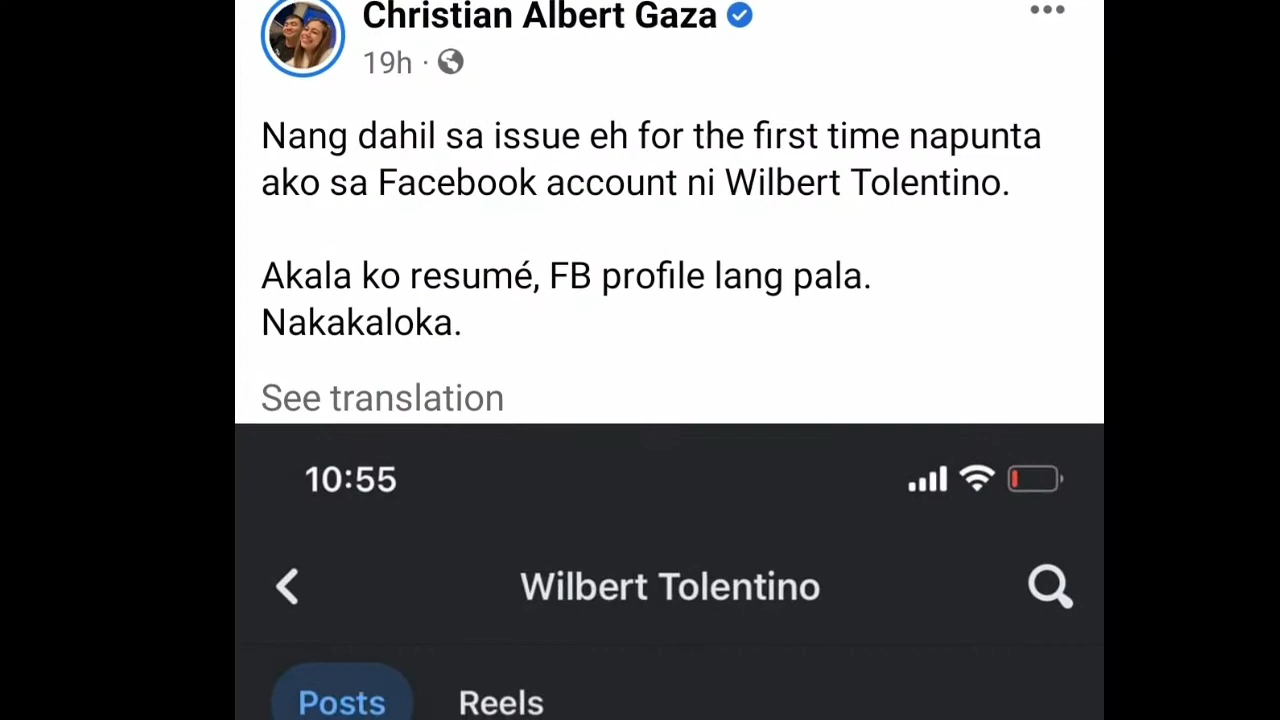 Christian Albert Gaza
19h ·
Nang dahil sa issue eh for the first time napunta
ako sa Facebook account ni Wilbert Tolentino.
Akala ko resumé, FB profile lang pala.
Nakakaloka.
See translation
10:55
Wilbert Tolentino
Posts Reels